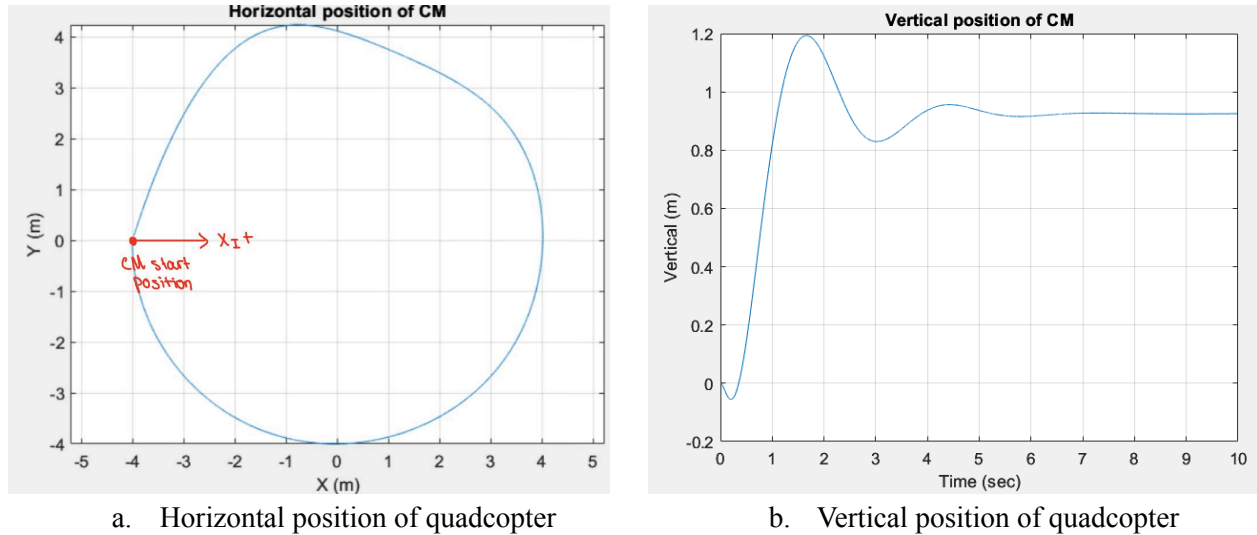 Horizontal position of CM
4
3
2
1
0
-1
-2
-3
-4
Y (m)
XI+
CM start
position
-5 -4 -3 -2 -1 0 1 2 3 4 5
X (m)
a. Horizontal position of quadcopter
Vertical position of CM
1.2
1
0.8
0.6
0.4
0.2
0
-0.2
Vertical (m)
0 1 2 3 4 5 6 7 8 9 10
Time (sec)
b. Vertical position of quadcopter